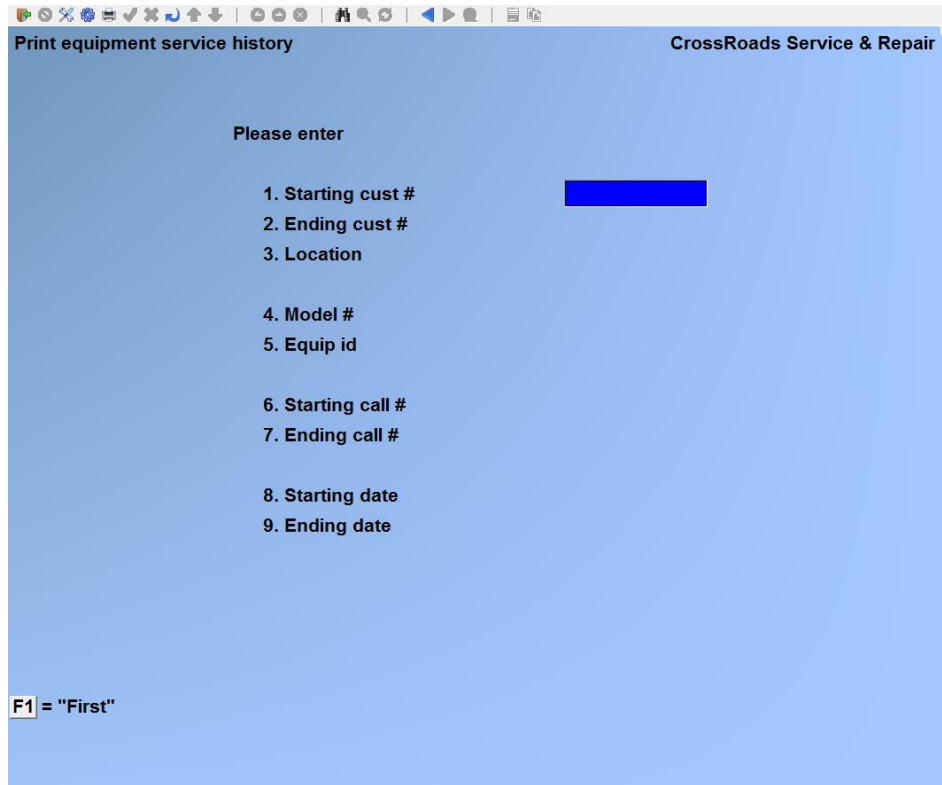 Print equipment service history
CrossRoads Service & Repair
Please enter
1. Starting cust #
2. Ending cust #
3. Location
4. Model #
5. Equip id
6. Starting call #
7. Ending call #
8. Starting date
9. Ending date
F1 = "First"